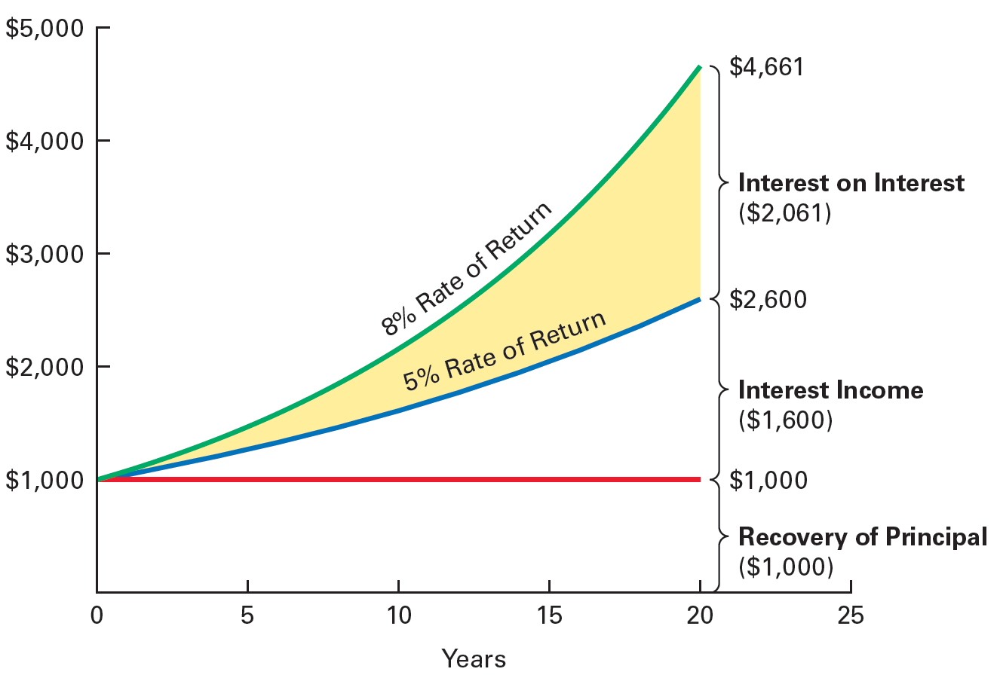 $5,000
$4,661
$4,000
Interest on Interest
($2,061)
8% Rate of Return
$3,000
$2,600
5% Rate of Return
$2,000
Interest Income
($1,600)
$1,000
$1,000
Recovery of Principal
($1,000)
0 5 10 15 20 25
Years